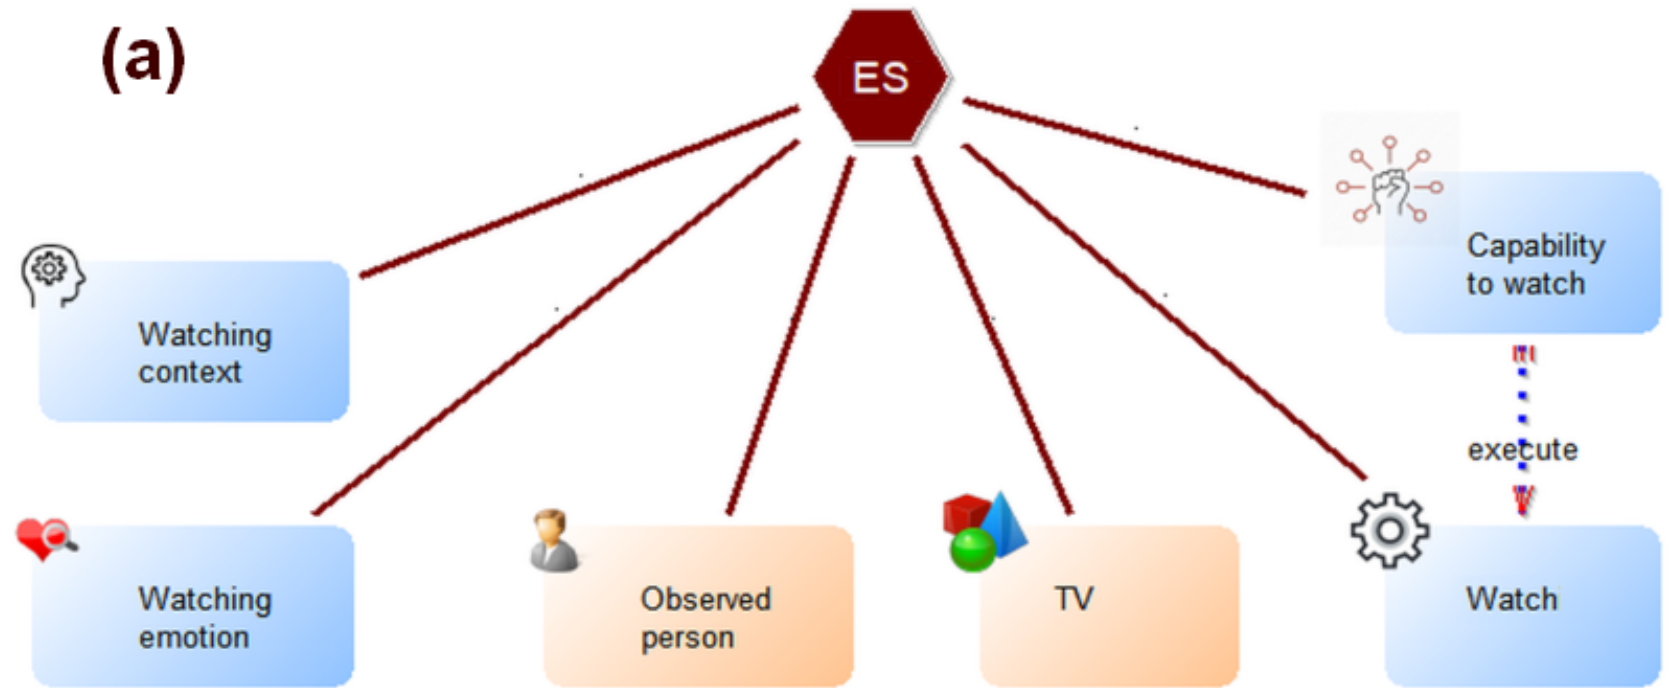 (a)
ES
Capability
to watch
Watching
context
execute
Watching
emotion
Observed
person
TV
Watch